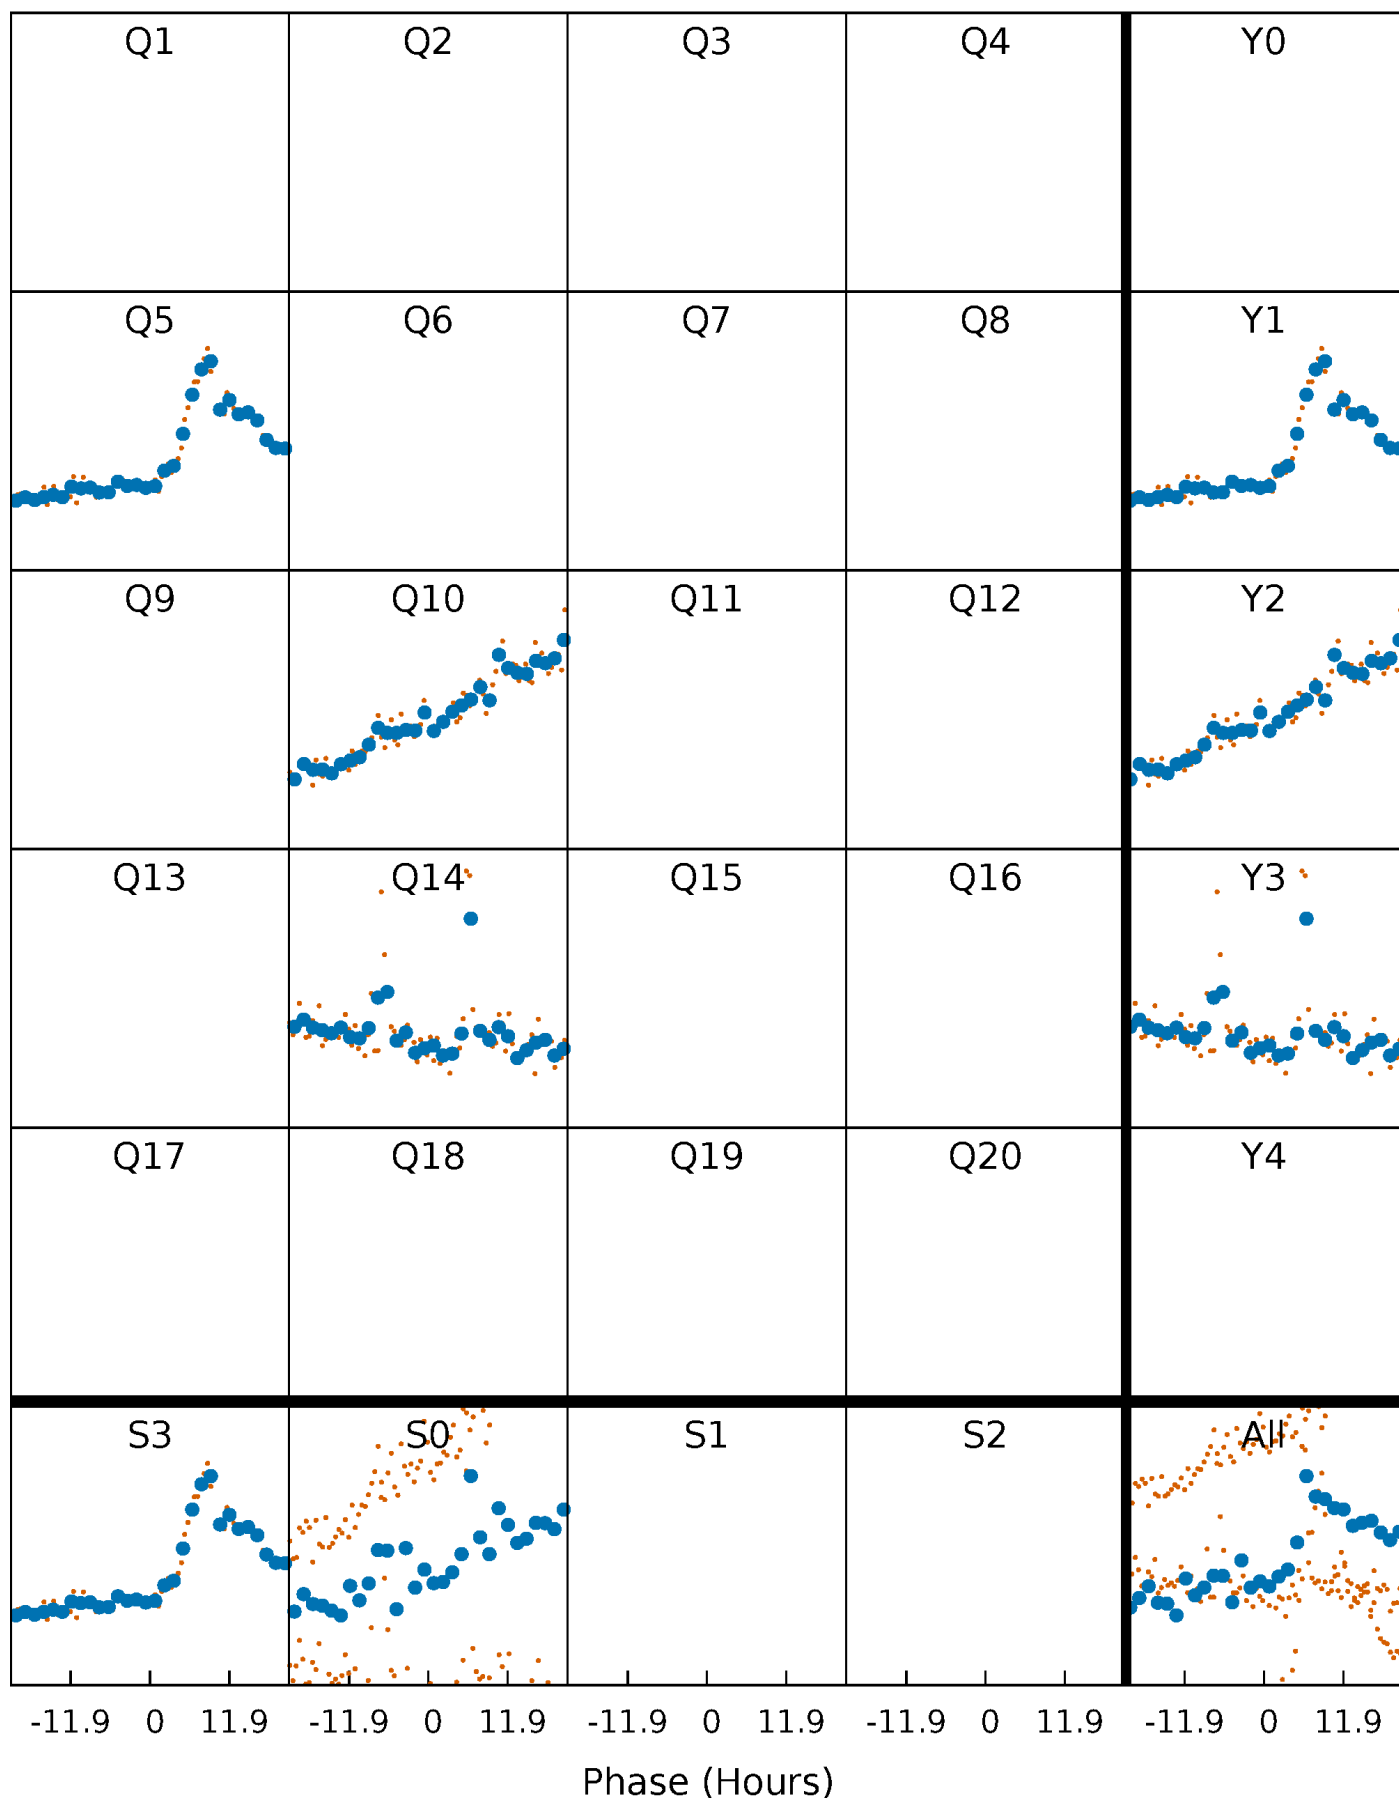 Q1 Q2 Q3 Q4 Y0
Q5 Q6 Q7 Q8 Y1
Q9 Q10 Q11 Q12 Y2
Q13 Q14 Q15 Q16 Y3
Q17 Q18 Q19 Q20 Y4
S3 S0 S1 S2 All
-11.9 0 11.9 -11.9 0 11.9 -11.9 0 11.9 -11.9 0 11.9 -11.9 0 11.9
Phase (Hours)